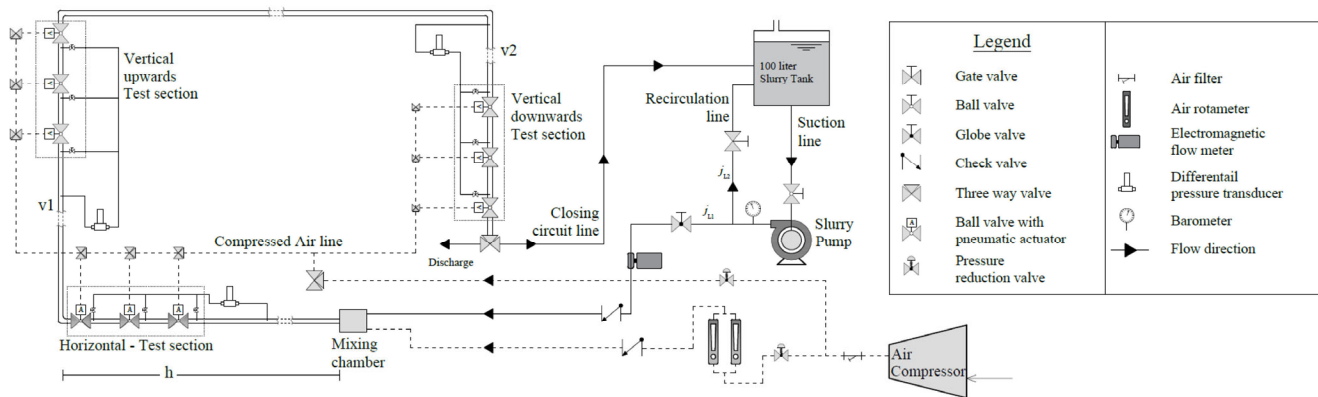 Vertical
upwards
Test section
v1
Compressed Air line
A
A
A
Horizontal - Test section
h
Mixing
chamber
v2
Vertical
downwards
Test section
Discharge
Closing
circuit line
100 liter
Slurry Tank
Recirculation
line
Suction
line
jL2
jL1
Slurry
Pump
Air
Compressor
Legend
Gate valve
Ball valve
Globe valve
Check valve
Three way valve
A
Ball valve with
pneumatic actuator
Pressure
reduction valve
Air filter
Air rotameter
Electromagnetic
flow meter
Differentail
pressure transducer
Barometer
Flow direction